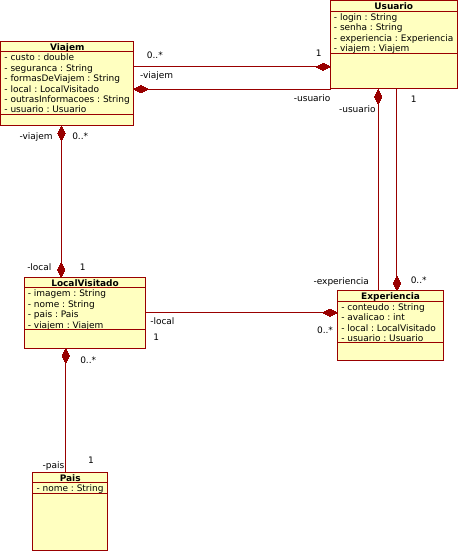 Usuario
- login : String
- senha : String
- experiencia : Experiencia
- viajem : Viajem
Viajem
- custo : double
- seguranca : String
- formasDeViajem : String
- local : LocalVisitado
- outrasInformacoes : String
- usuario : Usuario
0..*
1
-viajem
-usuario
-usuario
1
-viajem
0..*
-local
1
-experiencia
0..*
LocalVisitado
- imagem : String
- nome : String
- pais : Pais
- viajem : Viajem
Experiencia
- conteudo : String
- avalicao : int
- local : LocalVisitado
- usuario : Usuario
-local
0..*
1
0..*
-pais
1
Pais
- nome : String